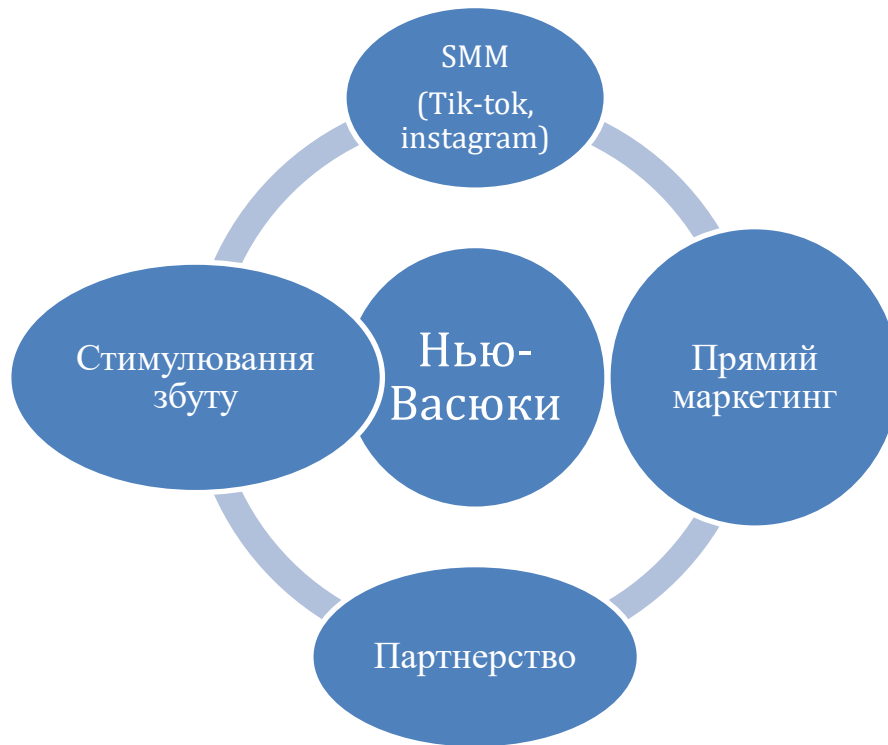 SMM
(Tik-tok,
instagram)
Стимулювання
збуту
Нью-
Васюки
Прямий
маркетинг
Партнерство